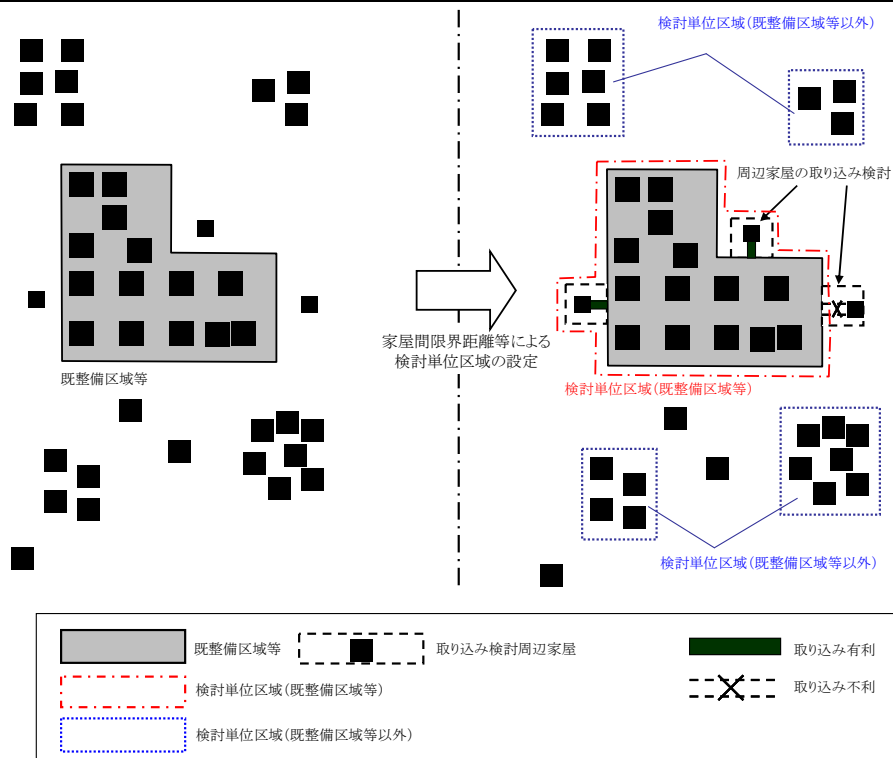 検討単位区域(既整備区域等以外)
周辺家屋の取り込み検討
家屋間限界距離等による
検討単位区域の設定
既整備区域等
検討単位区域(既整備区域等)
検討単位区域(既整備区域等以外)
既整備区域等
取り込み検討周辺家屋
取り込み有利
検討単位区域(既整備区域等)
取り込み不利
検討単位区域(既整備区域等以外)